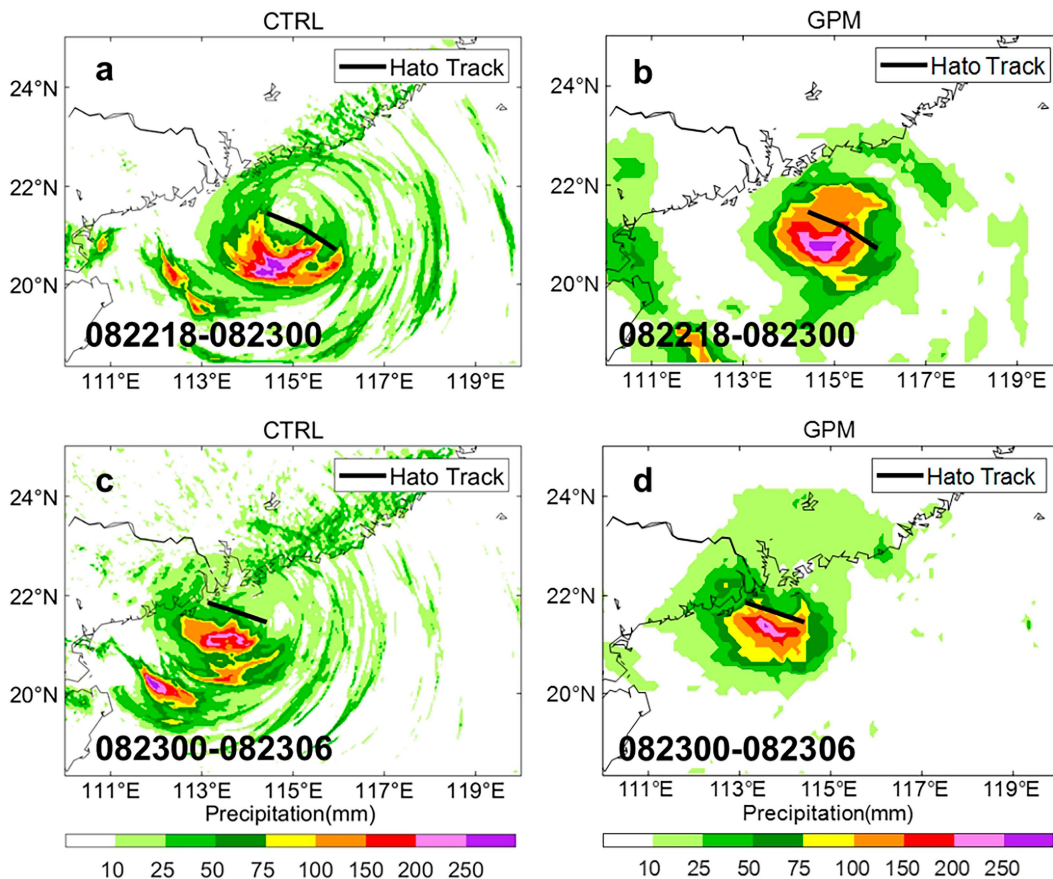 CTRL
a
Hato Track
24°N
22°N
20°N
082218-082300
111°E 113°E 115°E 117°E 119°E
GPM
b
Hato Track
24°N
22°N
20°N
082218-082300
111°E 113°E 115°E 117°E 119°E
CTRL
c
Hato Track
24°N
22°N
20°N
082300-082306
111°E 113°E 115°E 117°E 119°E
Precipitation(mm)
10 25 50 75 100 150 200 250
GPM
d
Hato Track
24°N
22°N
20°N
082300-082306
111°E 113°E 115°E 117°E 119°E
Precipitation(mm)
10 25 50 75 100 150 200 250